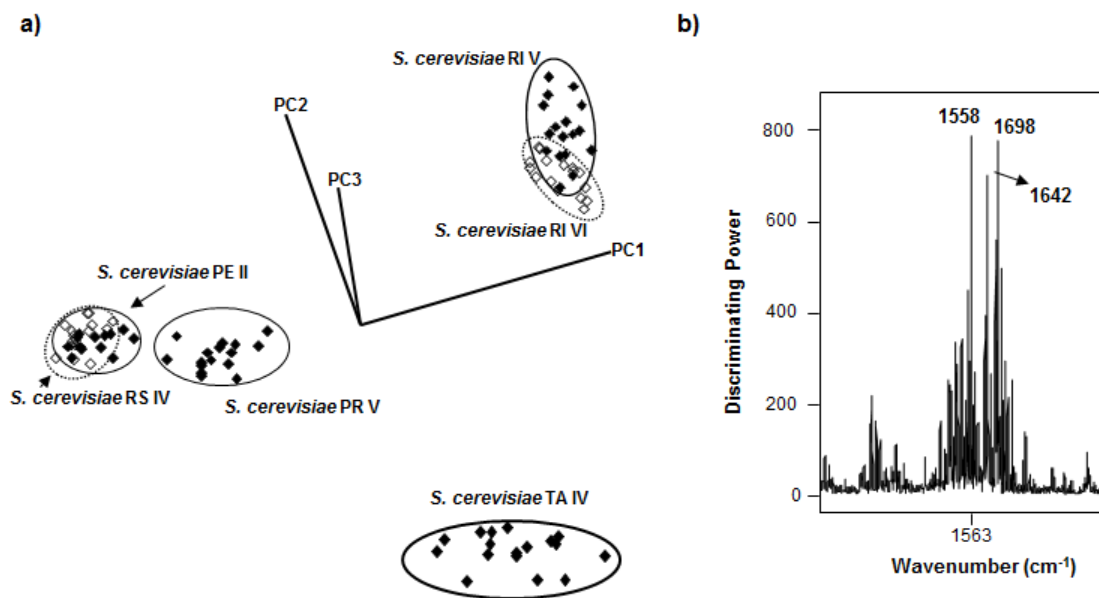 a)
S. cerevisiae RI V
PC2
PC3
S. cerevisiae RI VI
PC1
S. cerevisiae PE II
S. cerevisiae RS IV
S. cerevisiae PR V
S. cerevisiae TA IV
b)
1558
1698
1642
800
600
400
200
0
Discriminating Power
1563
Wavenumber (cm⁻¹)